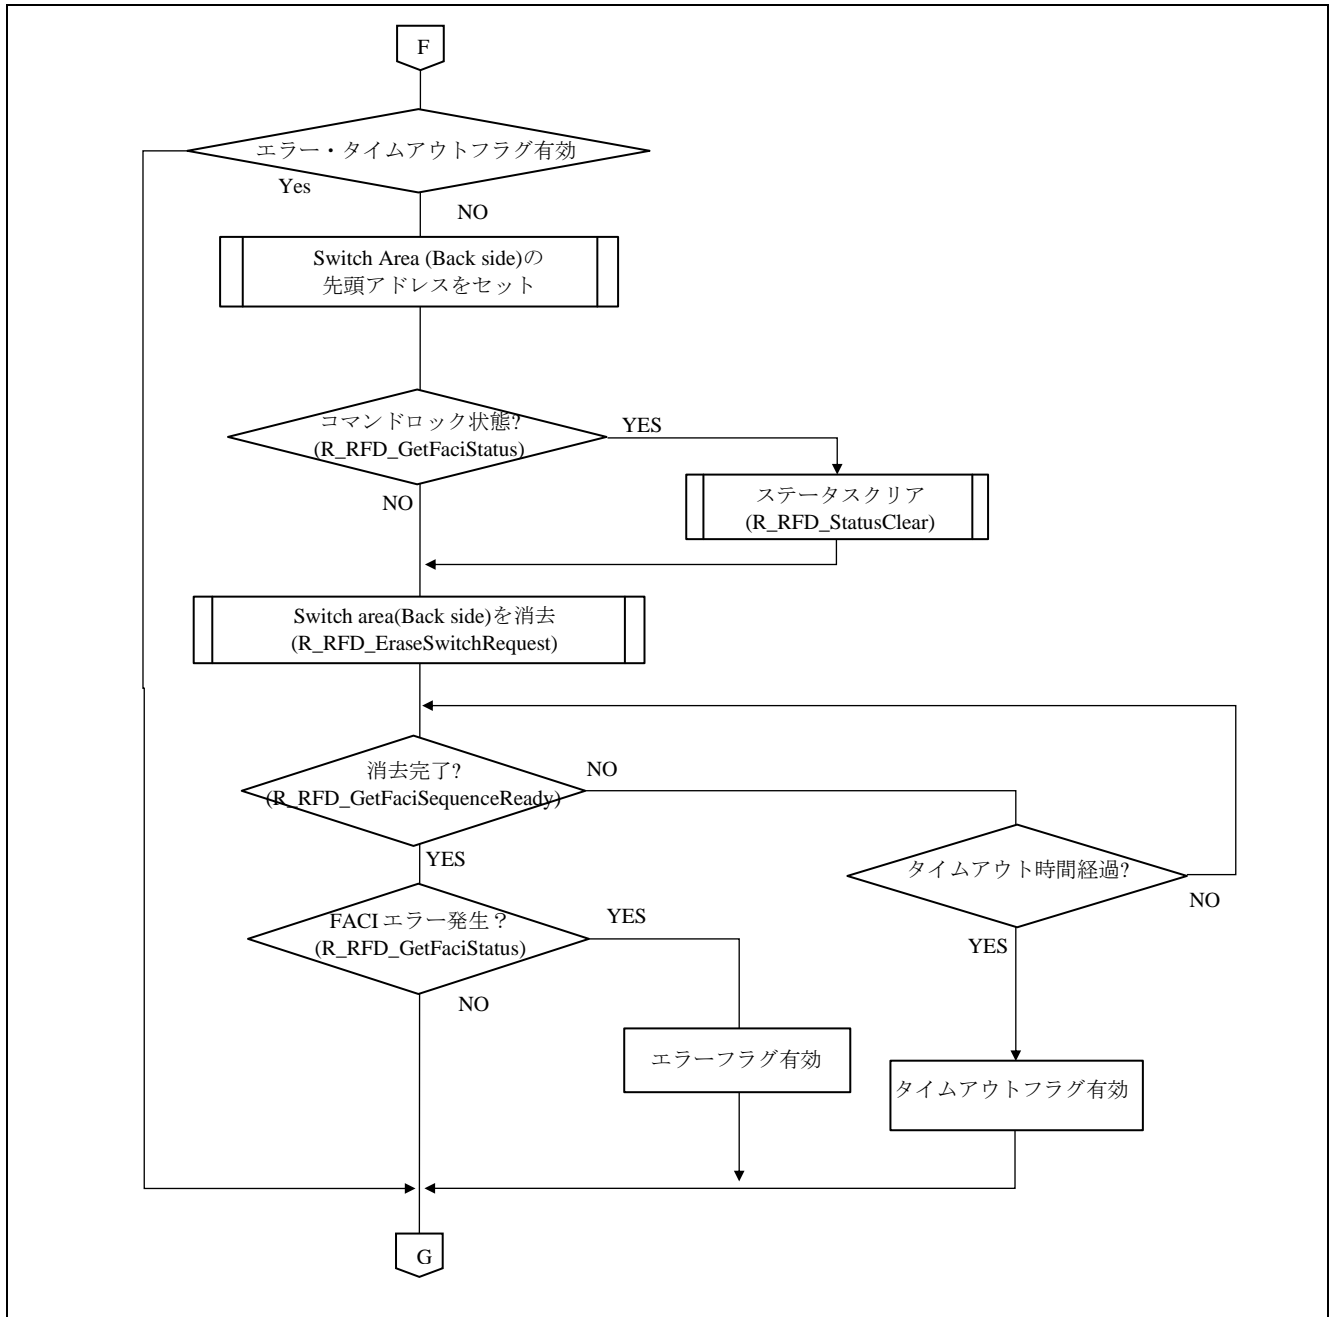 F
エラー・タイムアウトフラグ有効
Yes
NO
Switch Area (Back side)の
先頭アドレスをセット
コマンドロック状態?
(R_RFD_GetFaciStatus)
YES
NO
ステータスクリア
(R_RFD_StatusClear)
Switch area(Back side)を消去
(R_RFD_EraseSwitchRequest)
消去完了?
(R_RFD_GetFaciSequenceReady)
NO
YES
タイムアウト時間経過?
NO
YES
FACIエラー発生？
(R_RFD_GetFaciStatus)
YES
NO
エラーフラグ有効
タイムアウトフラグ有効
G